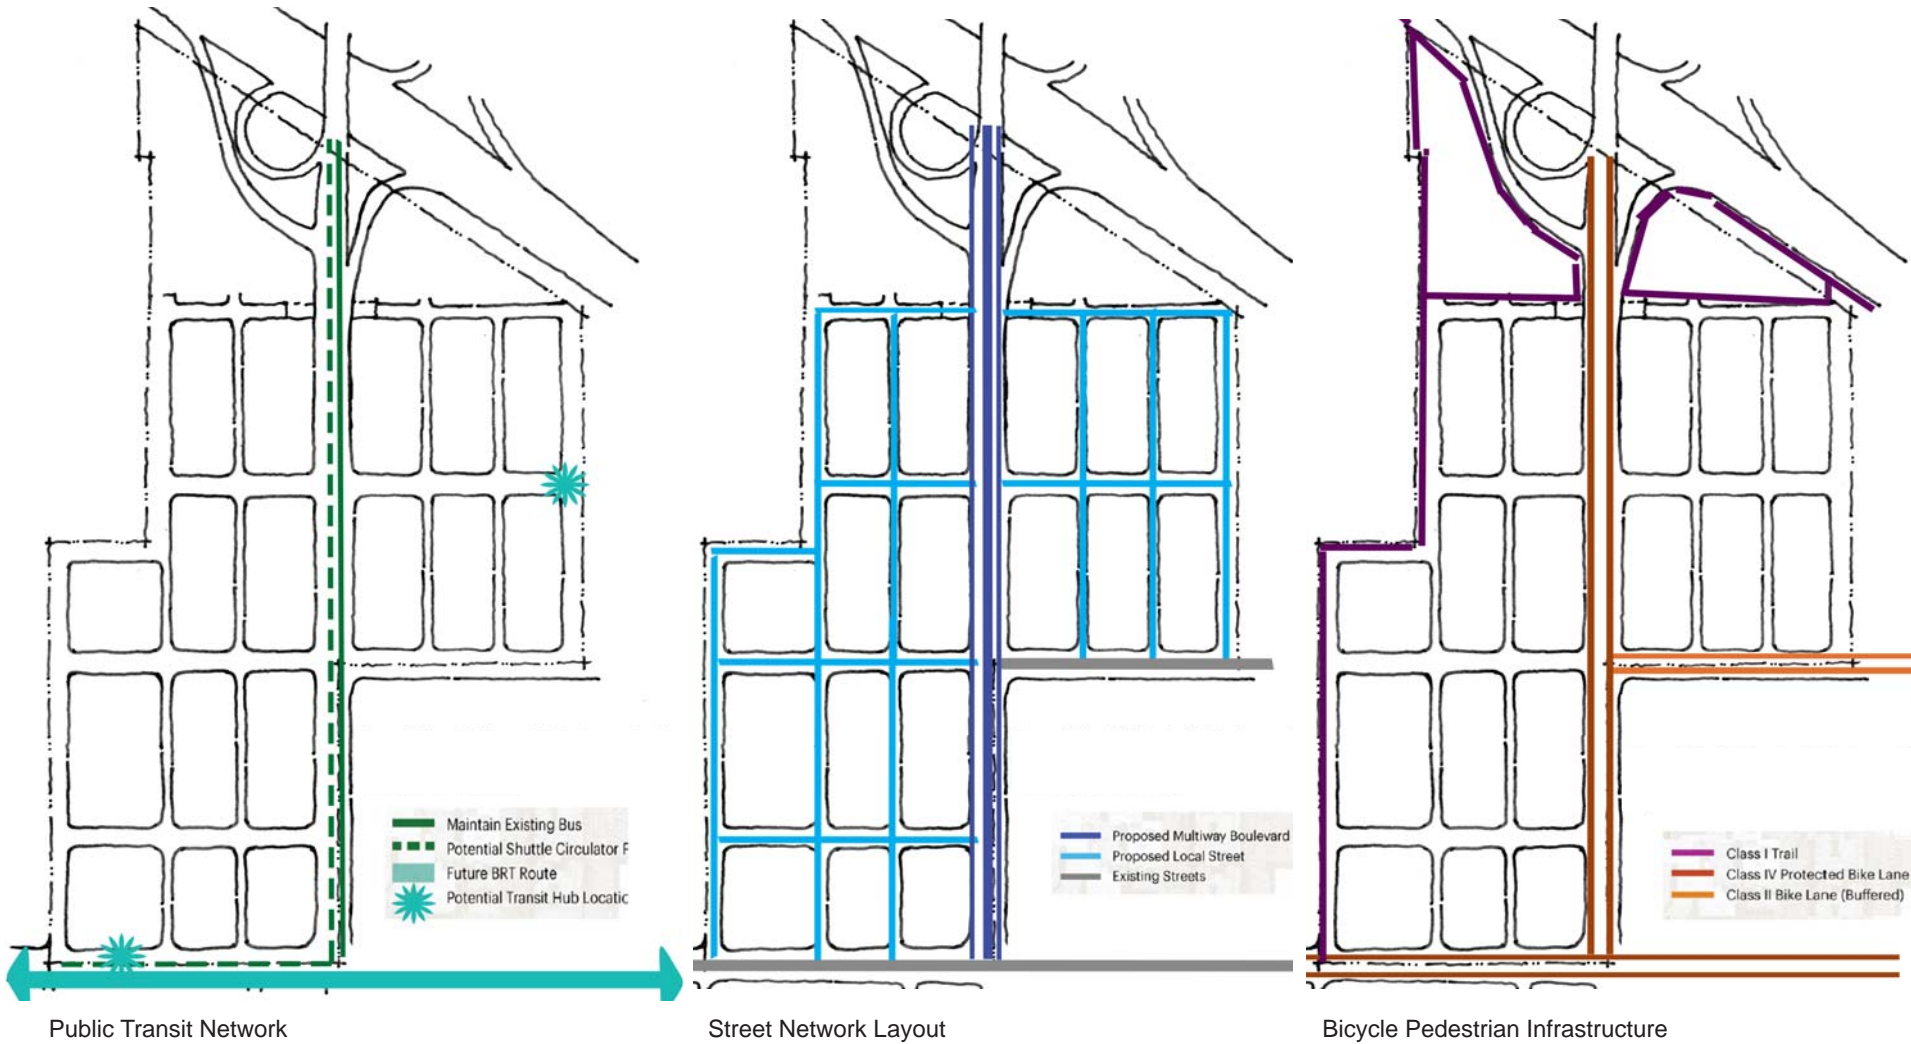 Maintain Existing Bus
Potential Shuttle Circulator F
Future BRT Route
Potential Transit Hub Locatic
Proposed Multiway Boulevard
Proposed Local Street
Existing Streets
Class I Trail
Class IV Protected Bike Lane
Class II Bike Lane (Buffered)
Public Transit Network
Street Network Layout
Bicycle Pedestrian Infrastructure